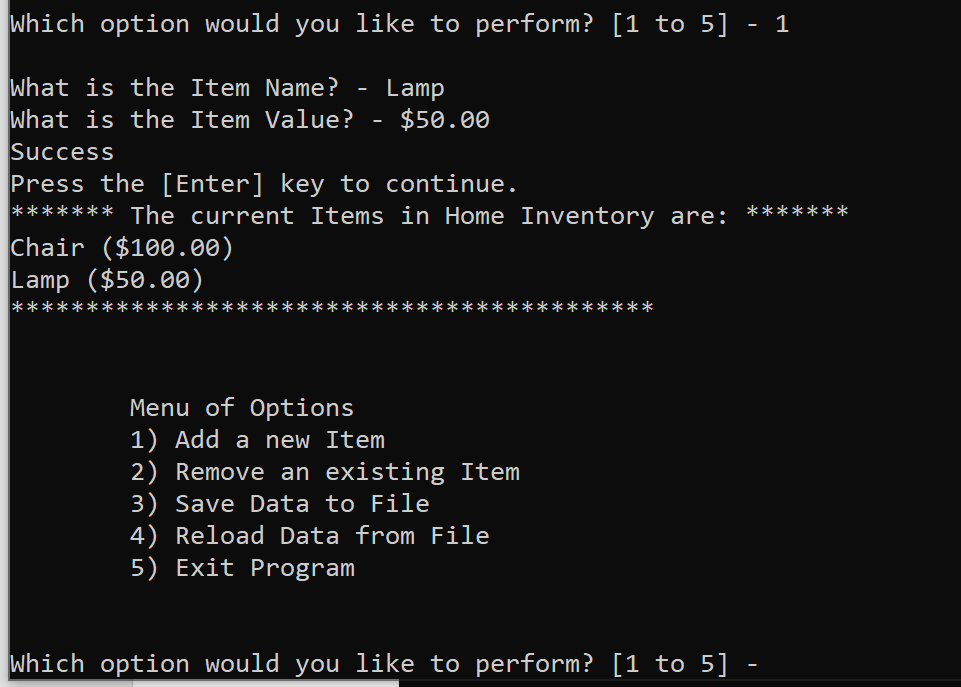 Which option would you like to perform? [1 to 5] - 1
What is the Item Name? - Lamp
What is the Item Value? - $50.00
Success
Press the [Enter] key to continue.
******* The current Items in Home Inventory are: *******
Chair ($100.00)
Lamp ($50.00)
*******************************************
Menu of Options
1) Add a new Item
2) Remove an existing Item
3) Save Data to File
4) Reload Data from File
5) Exit Program
Which option would you like to perform? [1 to 5] -